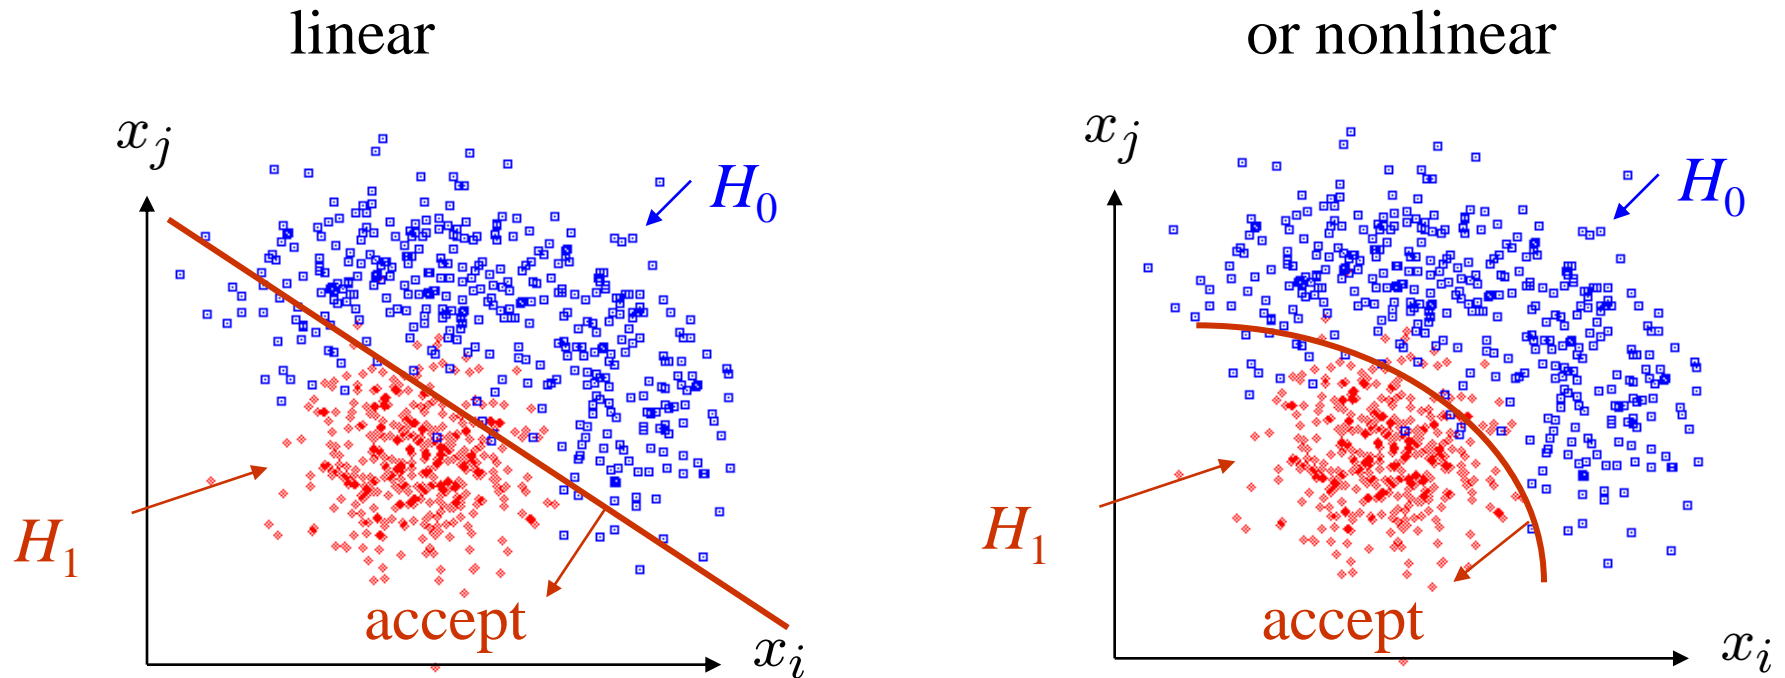 linear
x_j
H_0
H_1
accept
x_i
or nonlinear
x_j
H_0
H_1
accept
x_i